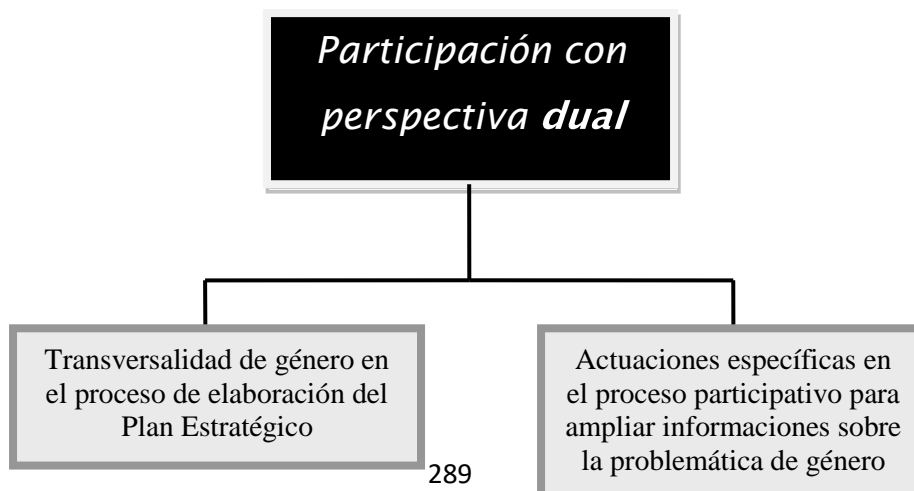 Participación con
perspectiva dual
Transversalidad de género en
el proceso de elaboración del
Plan Estratégico
Actuaciones específicas en
el proceso participativo para
ampliar informaciones sobre
la problemática de género
289